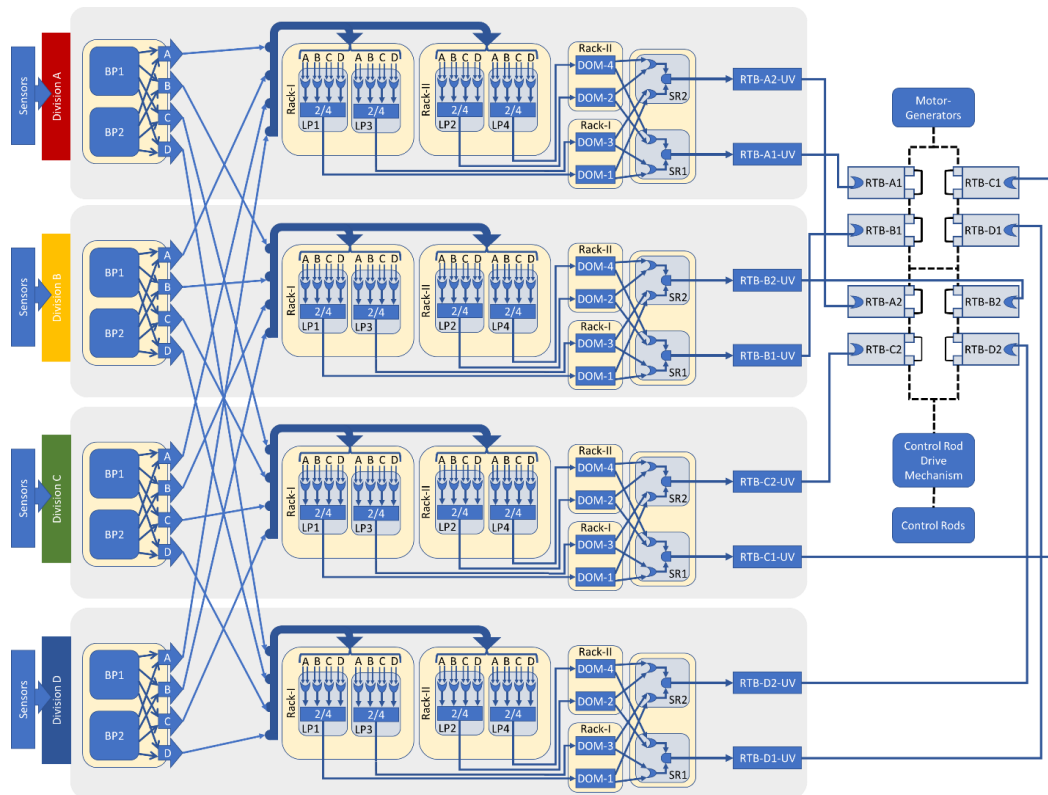 Sensors
Division A
BP1
BP2
A
B
C
D
Rack-I
A B C D A B C D
2/4 2/4
LP1 LP3
Rack-II
A B C D A B C D
2/4 2/4
LP2 LP4
Rack-II
DOM-4
DOM-2
Rack-I
DOM-3
DOM-1
SR2
SR1
RTB-A2-UV
RTB-A1-UV
Sensors
Division B
BP1
BP2
A
B
C
D
Rack-I
A B C D A B C D
2/4 2/4
LP1 LP3
Rack-II
A B C D A B C D
2/4 2/4
LP2 LP4
Rack-II
DOM-4
DOM-2
Rack-I
DOM-3
DOM-1
SR2
SR1
RTB-B2-UV
RTB-B1-UV
Sensors
Division C
BP1
BP2
A
B
C
D
Rack-I
A B C D A B C D
2/4 2/4
LP1 LP3
Rack-II
A B C D A B C D
2/4 2/4
LP2 LP4
Rack-II
DOM-4
DOM-2
Rack-I
DOM-3
DOM-1
SR2
SR1
RTB-C2-UV
RTB-C1-UV
Sensors
Division D
BP1
BP2
A
B
C
D
Rack-I
A B C D A B C D
2/4 2/4
LP1 LP3
Rack-II
A B C D A B C D
2/4 2/4
LP2 LP4
Rack-II
DOM-4
DOM-2
Rack-I
DOM-3
DOM-1
SR2
SR1
RTB-D2-UV
RTB-D1-UV
Motor-
Generators
RTB-A1 RTB-C1
RTB-B1 RTB-D1
RTB-A2 RTB-B2
RTB-C2 RTB-D2
Control Rod
Drive
Mechanism
Control Rods